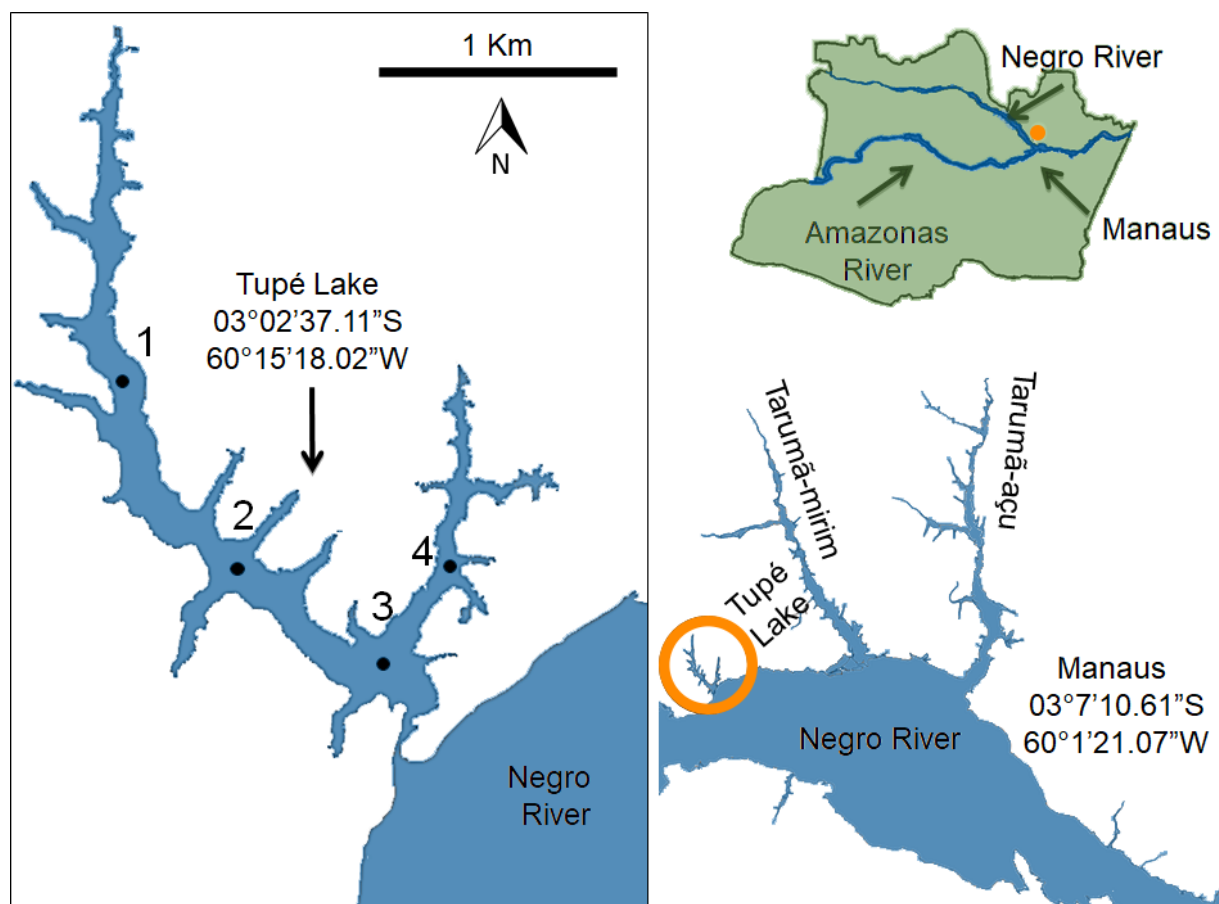 1 Km
N
Tupé Lake
03°02'37.11”S
60°15'18.02”W
1
2
3
4
Negro
River
Negro River
Amazonas
River
Manaus
Tarumã-mirim
Tarumã-açu
Tupé
Lake
Negro River
Manaus
03°7'10.61”S
60°1'21.07”W